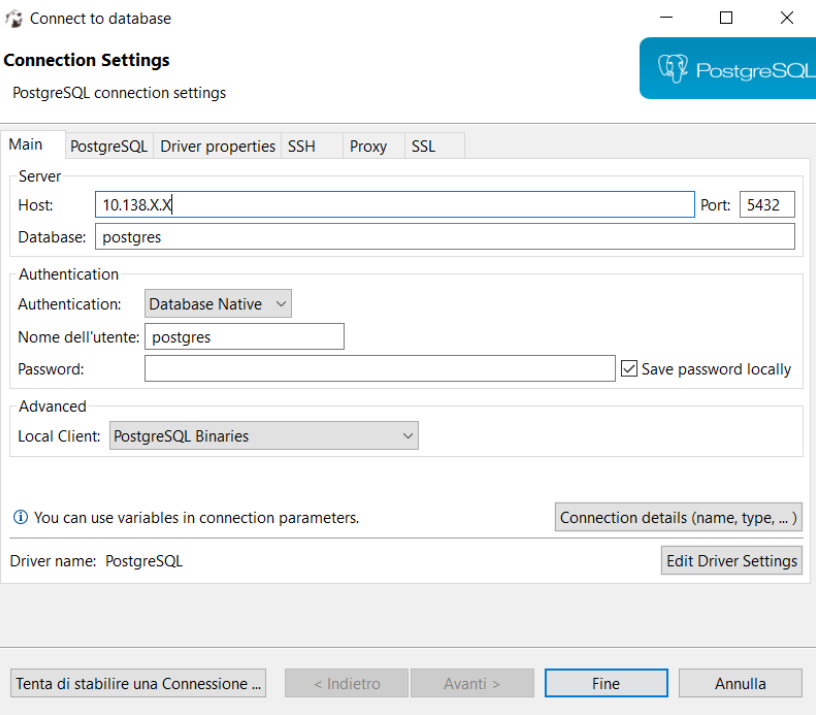 Connect to database
Connection Settings
PostgreSQL connection settings
PostgreSQL
Main PostgreSQL Driver properties SSH Proxy SSL
Server
Host: 10.138.X.X Port: 5432
Database: postgres
Authentication
Authentication: Database Native
Nome dell'utente: postgres
Password: Save password locally
Advanced
Local Client: PostgreSQL Binaries
You can use variables in connection parameters. Connection details (name, type, ... )
Driver name: PostgreSQL Edit Driver Settings
Tenta di stabilire una Connessione ... < Indietro Avanti > Fine Annulla